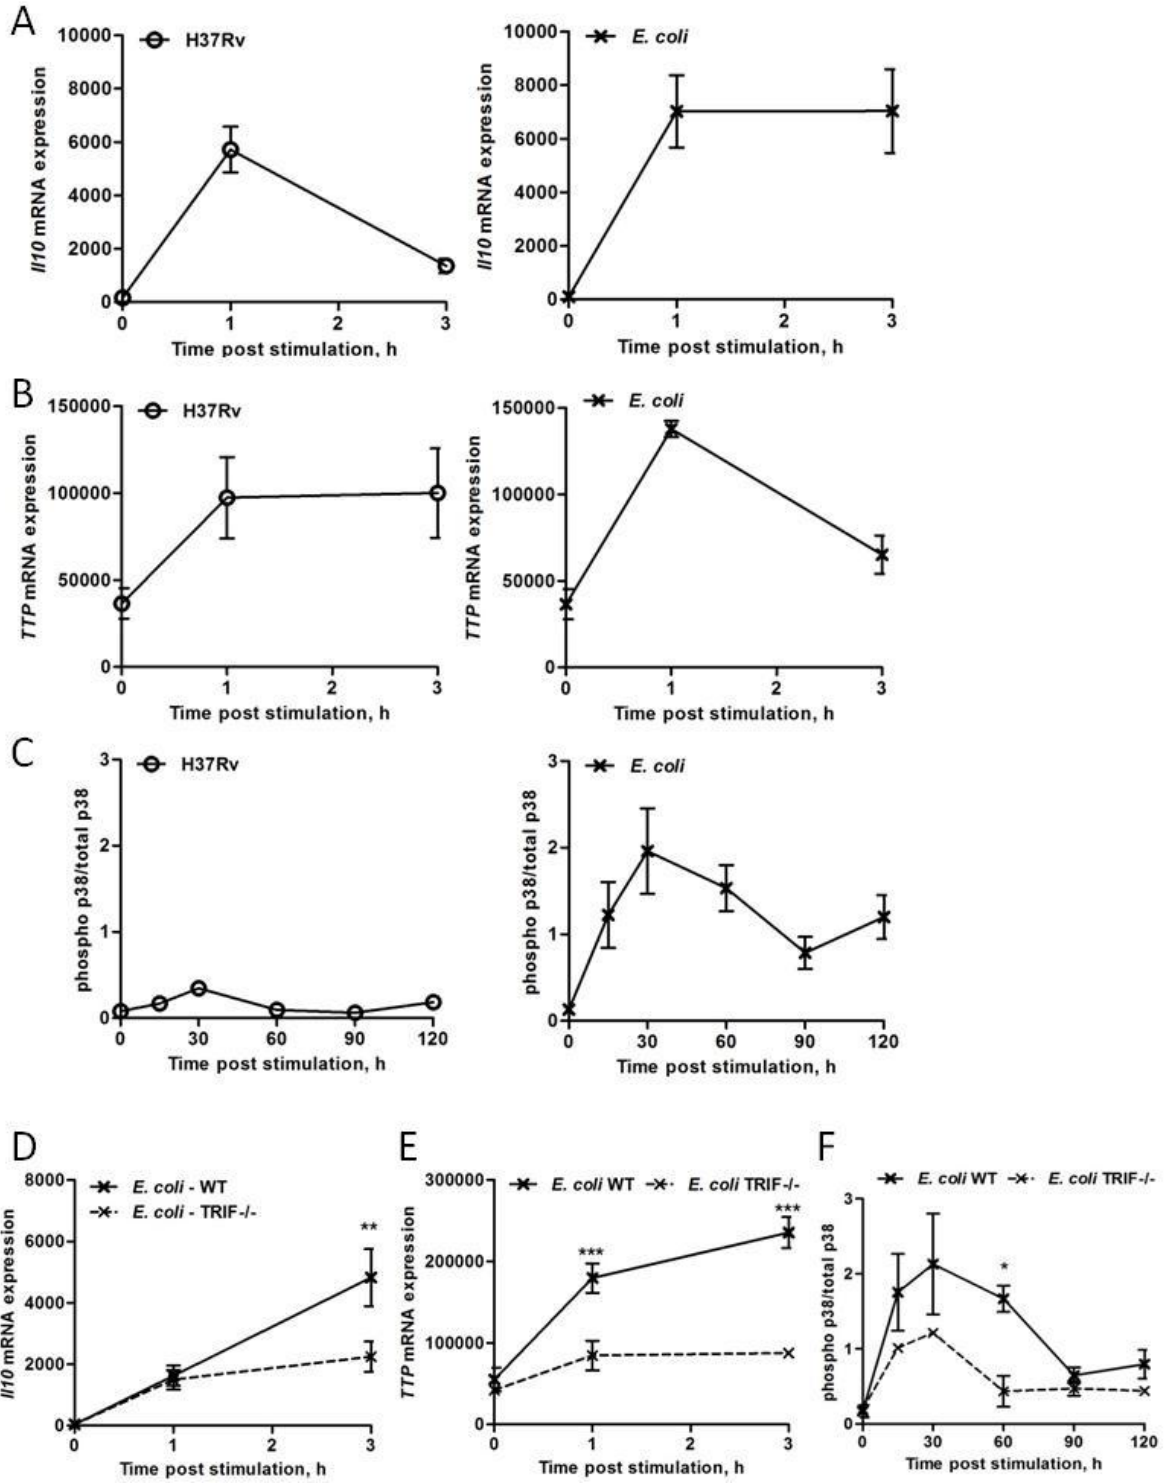 A
H37Rv
10000
8000
6000
4000
2000
0
Il10 mRNA expression
0 1 2 3
Time post stimulation, h
E. coli
10000
8000
6000
4000
2000
0
Il10 mRNA expression
0 1 2 3
Time post stimulation, h
B
H37Rv
150000
100000
50000
0
TTP mRNA expression
0 1 2 3
Time post stimulation, h
E. coli
150000
100000
50000
0
TTP mRNA expression
0 1 2 3
Time post stimulation, h
C
H37Rv
3
2
1
0
phospho p38/total p38
0 30 60 90 120
Time post stimulation, h
E. coli
3
2
1
0
phospho p38/total p38
0 30 60 90 120
Time post stimulation, h
D
E. coli - WT
E. coli - TRIF-/-
8000
6000
4000
2000
0
**
Il10 mRNA expression
0 1 2 3
Time post stimulation, h
E
E. coli WT E. coli TRIF-/-
300000
200000
100000
0
***
***
TTP mRNA expression
0 1 2 3
Time post stimulation, h
F
E. coli WT E. coli TRIF-/-
3
2
1
0
*
phospho p38/total p38
0 30 60 90 120
Time post stimulation, h